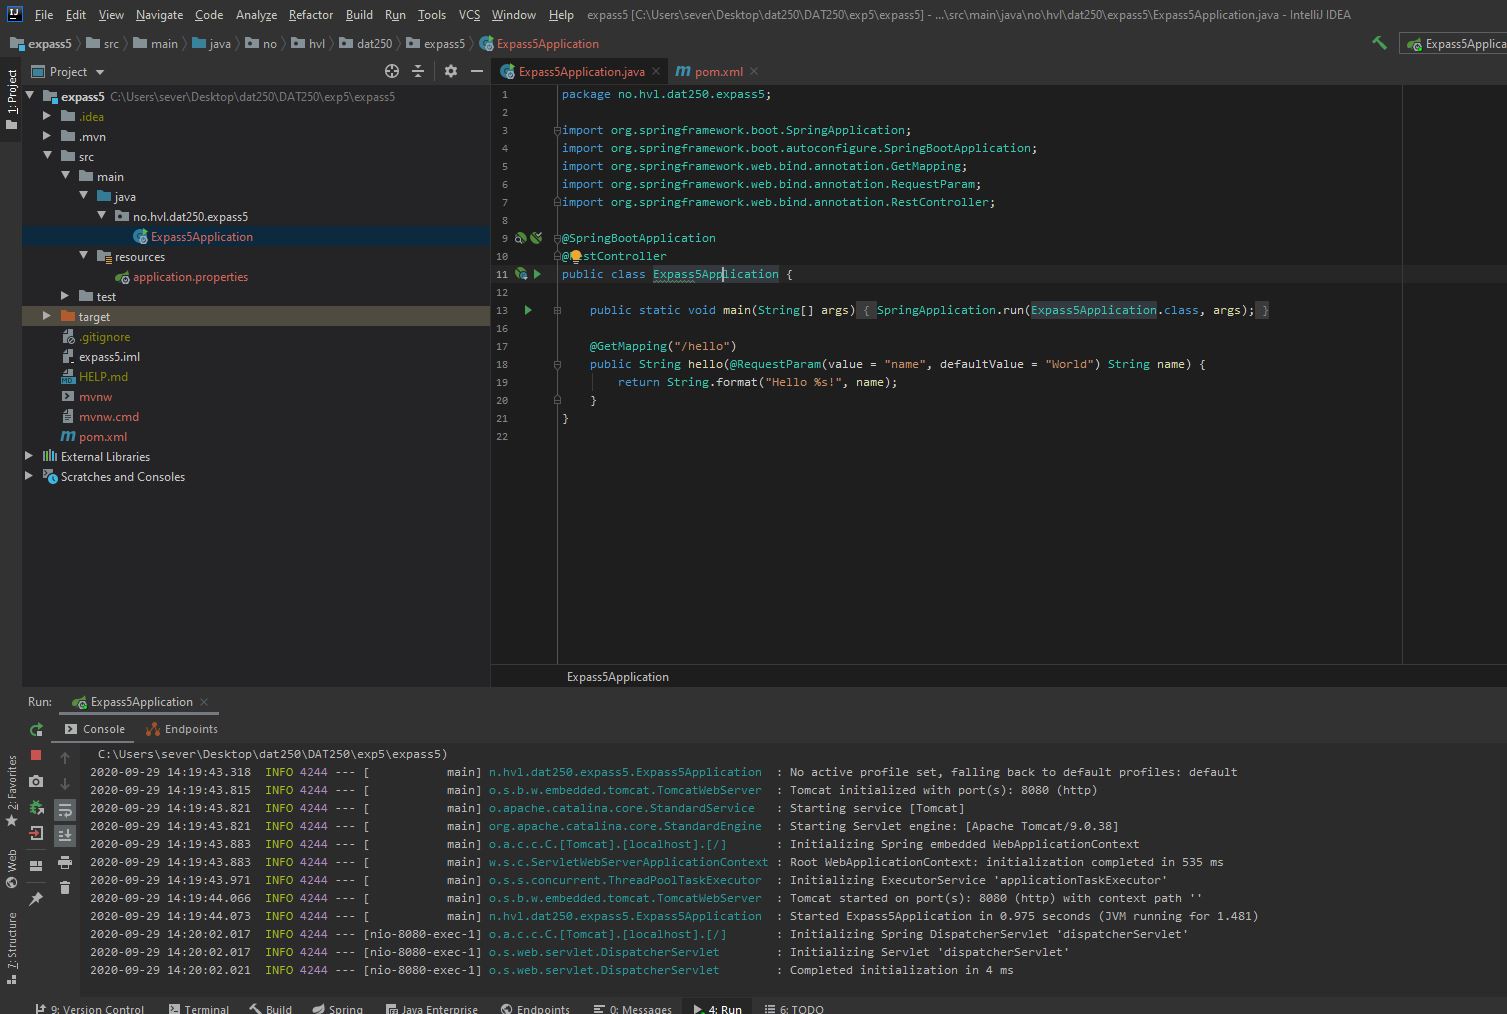 File Edit View Navigate Code Analyze Refactor Build Run Tools VCS Window Help expass5 [C:\Users\sever\Desktop\dat250\DAT250\exp5\expass5] - ...\src\main\java\no\hvl\dat250\expass5\Expass5Application.java - IntelliJ IDEA
expass5 src main java no hvl dat250 expass5 Expass5Application Expass5Applica
1: Project
Project
Expass5Application.java pom.xml
expass5 C:\Users\sever\Desktop\dat250\DAT250\exp5\expass5
.idea
.mvn
src
main
java
no.hvl.dat250.expass5
Expass5Application
resources
application.properties
test
target
.gitignore
expass5.iml
HELP.md
mvnw
mvnw.cmd
pom.xml
External Libraries
Scratches and Consoles
1 package no.hvl.dat250.expass5;
2
3 import org.springframework.boot.SpringApplication;
4 import org.springframework.boot.autoconfigure.SpringBootApplication;
5 import org.springframework.web.bind.annotation.GetMapping;
6 import org.springframework.web.bind.annotation.RequestParam;
7 import org.springframework.web.bind.annotation.RestController;
8
9 @SpringBootApplication
10 @RestController
11 public class Expass5Application {
12
13 public static void main(String[] args) { SpringApplication.run(Expass5Application.class, args); }
16
17 @GetMapping("/hello")
18 public String hello(@RequestParam(value = "name", defaultValue = "World") String name) {
19 return String.format("Hello %s!", name);
20 }
21 }
22
Expass5Application
Run: Expass5Application
Console Endpoints
C:\Users\sever\Desktop\dat250\DAT250\exp5\expass5)
2020-09-29 14:19:43.318 INFO 4244 --- [ main] n.hvl.dat250.expass5.Expass5Application : No active profile set, falling back to default profiles: default
2020-09-29 14:19:43.815 INFO 4244 --- [ main] o.s.b.w.embedded.tomcat.TomcatWebServer : Tomcat initialized with port(s): 8080 (http)
2020-09-29 14:19:43.821 INFO 4244 --- [ main] o.apache.catalina.core.StandardService : Starting service [Tomcat]
2020-09-29 14:19:43.821 INFO 4244 --- [ main] org.apache.catalina.core.StandardEngine : Starting Servlet engine: [Apache Tomcat/9.0.38]
2020-09-29 14:19:43.883 INFO 4244 --- [ main] o.a.c.c.C.[Tomcat].[localhost].[/] : Initializing Spring embedded WebApplicationContext
2020-09-29 14:19:43.883 INFO 4244 --- [ main] w.s.c.ServletWebServerApplicationContext : Root WebApplicationContext: initialization completed in 535 ms
2020-09-29 14:19:43.971 INFO 4244 --- [ main] o.s.s.concurrent.ThreadPoolTaskExecutor : Initializing ExecutorService 'applicationTaskExecutor'
2020-09-29 14:19:44.066 INFO 4244 --- [ main] o.s.b.w.embedded.tomcat.TomcatWebServer : Tomcat started on port(s): 8080 (http) with context path ''
2020-09-29 14:19:44.073 INFO 4244 --- [ main] n.hvl.dat250.expass5.Expass5Application : Started Expass5Application in 0.975 seconds (JVM running for 1.481)
2020-09-29 14:20:02.017 INFO 4244 --- [nio-8080-exec-1] o.a.c.c.C.[Tomcat].[localhost].[/] : Initializing Spring DispatcherServlet 'dispatcherServlet'
2020-09-29 14:20:02.017 INFO 4244 --- [nio-8080-exec-1] o.s.web.servlet.DispatcherServlet : Initializing Servlet 'dispatcherServlet'
2020-09-29 14:20:02.021 INFO 4244 --- [nio-8080-exec-1] o.s.web.servlet.DispatcherServlet : Completed initialization in 4 ms
2: Favorites
Web
7: Structure
9: Version Control Terminal Build Spring Java Enterprise Endpoints 0: Messages 4: Run 6: TODO